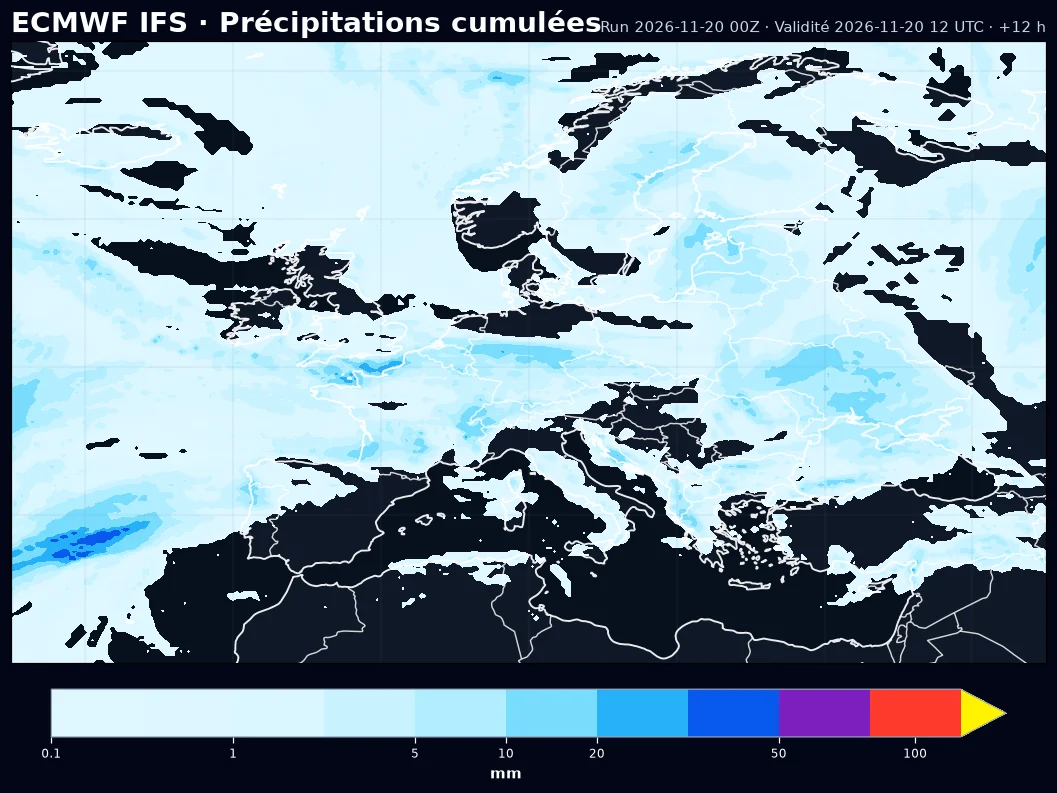 ECMWF IFS · Précipitations cumulées
Run 2026-11-20 00Z · Validité 2026-11-20 12 UTC · +12 h
0.1 1 5 10 20 50 100
mm